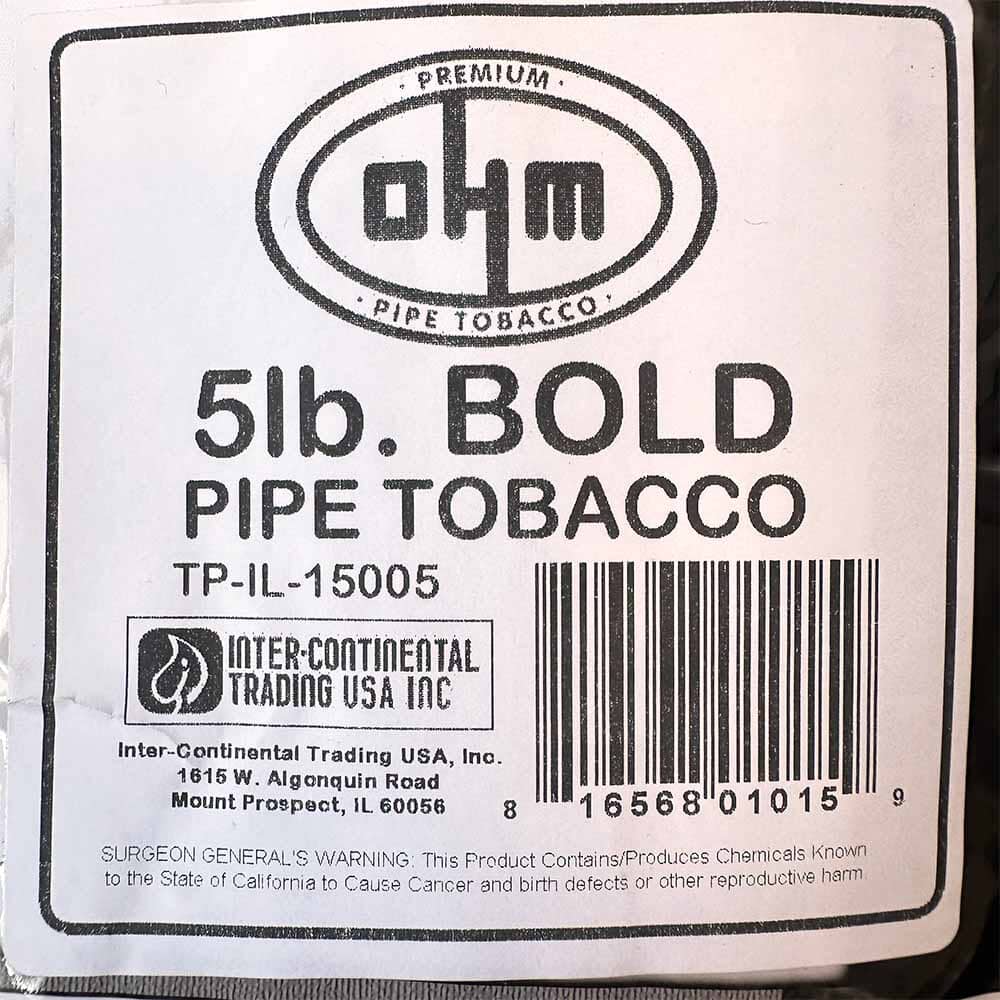 · PREMIUM ·
OHM
· PIPE TOBACCO ·
5lb. BOLD
PIPE TOBACCO
TP-IL-15005
INTER-CONTINENTAL
TRADING USA INC
Inter-Continental Trading USA, Inc.
1615 W. Algonquin Road
Mount Prospect, IL 60056
8 16568 01015 9
SURGEON GENERAL'S WARNING: This Product Contains/Produces Chemicals Known
to the State of California to Cause Cancer and birth defects or other reproductive harm.